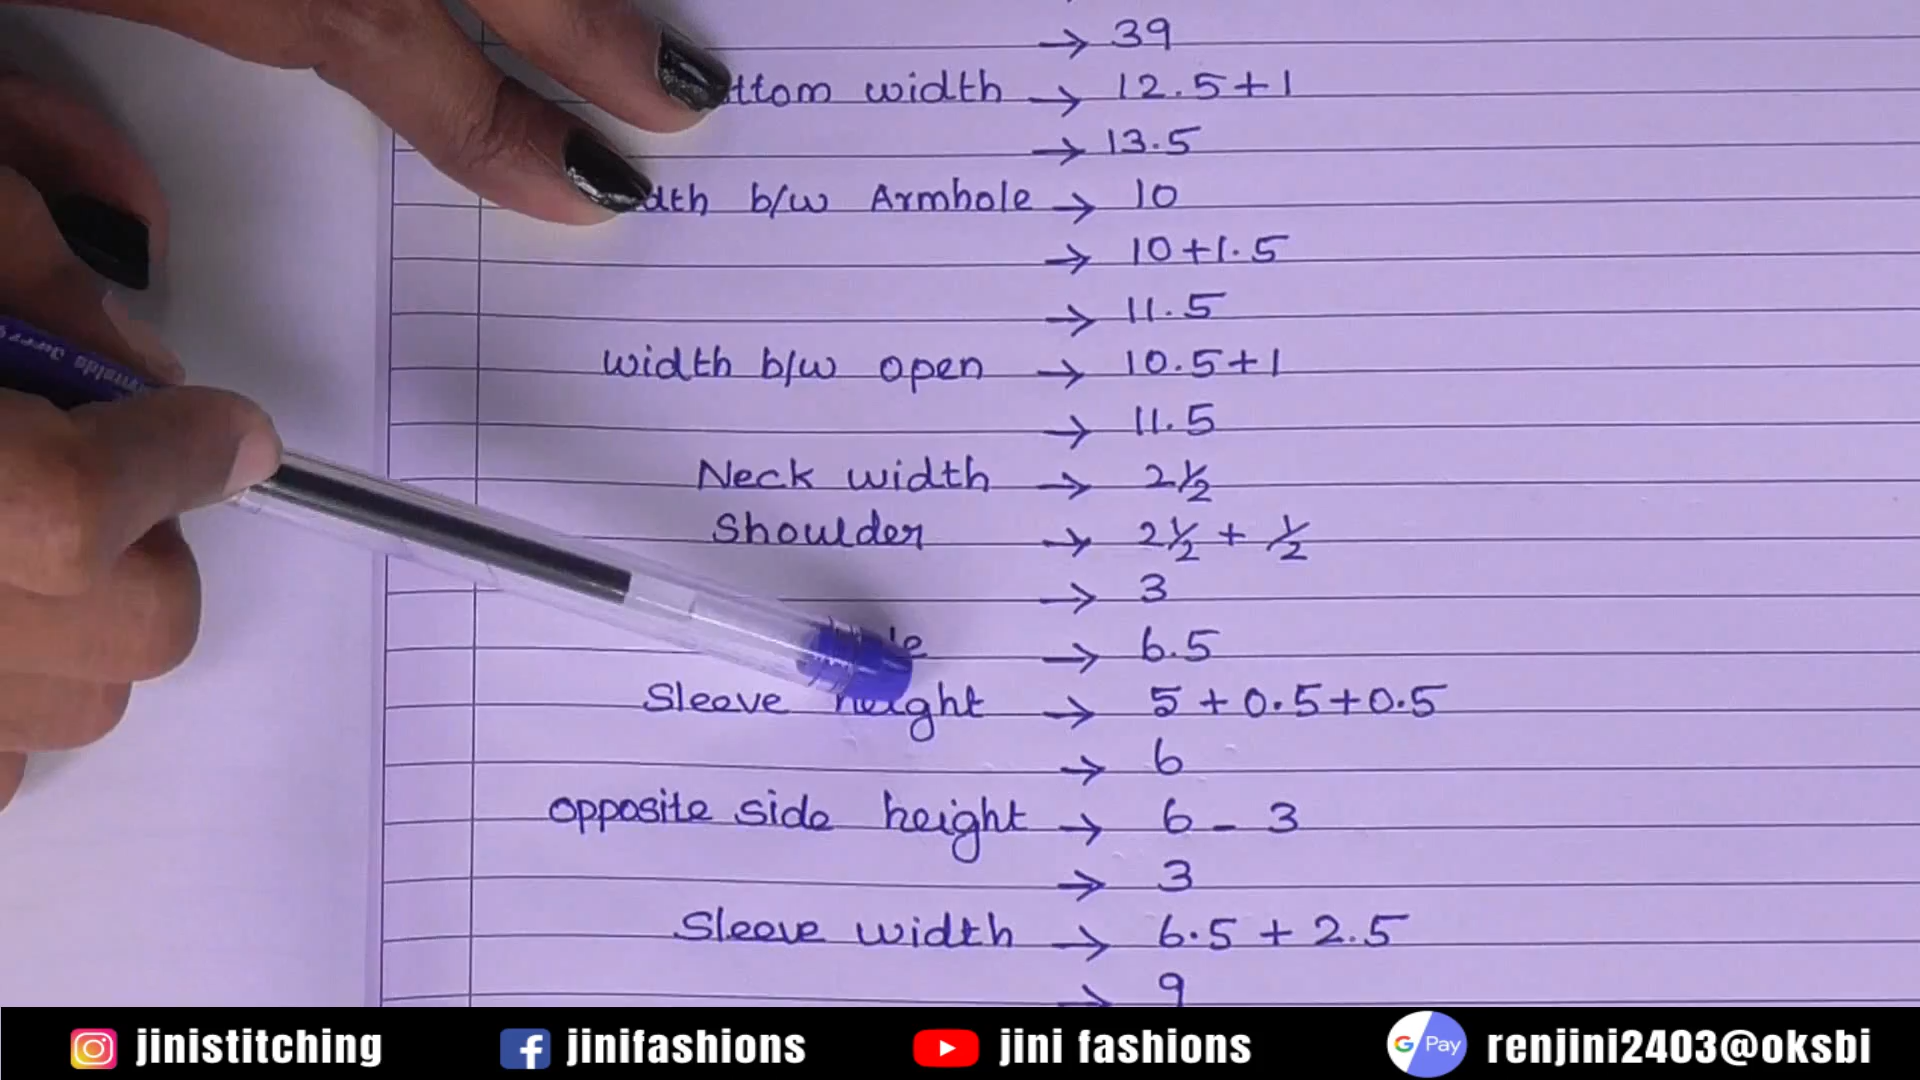 → 39
width → 12.5+1
→ 13.5
b/w Armhole → 10
→ 10+1.5
→ 11.5
width b/w open → 10.5+1
→ 11.5
Neck width → 2½
Shoulder → 2½ + ½
→ 3
→ 6.5
Sleeve height → 5 + 0.5+0.5
→ 6
opposite side height → 6 - 3
→ 3
Sleeve width → 6.5 + 2.5
→ 9
jinistitching jinifashions jini fashions G Pay renjini2403@oksbi